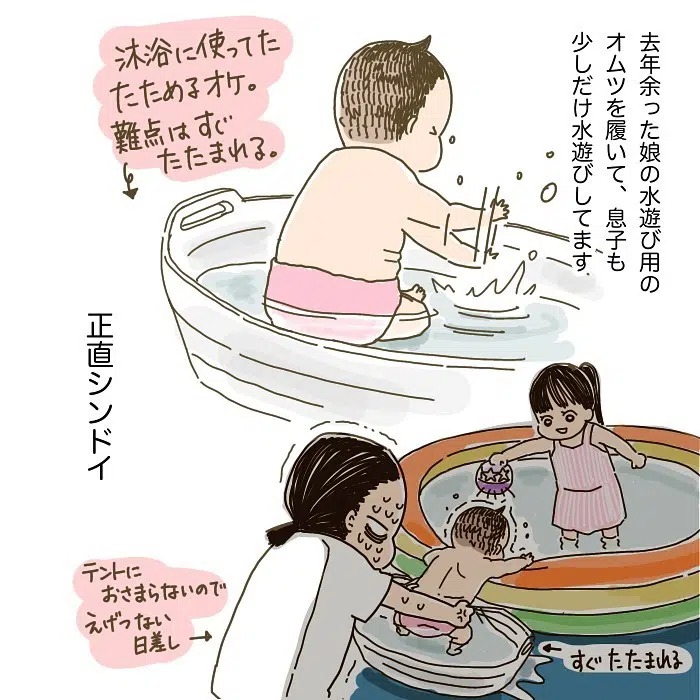 去年余った娘の水遊び用の
オムツを履いて、息子も
少しだけ水遊びしてます。
沐浴に使ってた
たためるオケ。
難点はすぐ
たたまれる。
正直シンドイ
テントに
おさまらないので
えげつない
日差し
すぐたたまれる